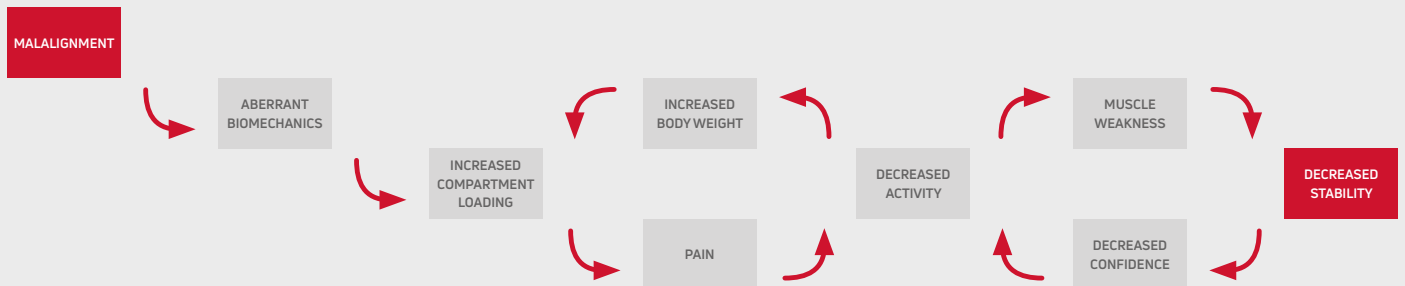 MALALIGNMENT
ABERRANT
BIOMECHANICS
INCREASED
COMPARTMENT
LOADING
INCREASED
BODY WEIGHT
PAIN
DECREASED
ACTIVITY
MUSCLE
WEAKNESS
DECREASED
STABILITY
DECREASED
CONFIDENCE